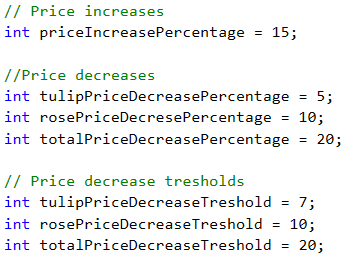 // Price increases
int priceIncreasePercentage = 15;
//Price decreases
int tulipPriceDecreasePercentage = 5;
int rosePriceDecresePercentage = 10;
int totalPriceDecreasePercentage = 20;
// Price decrease tresholds
int tulipPriceDecreaseTreshold = 7;
int rosePriceDecreaseTreshold = 10;
int totalPriceDecreaseTreshold = 20;